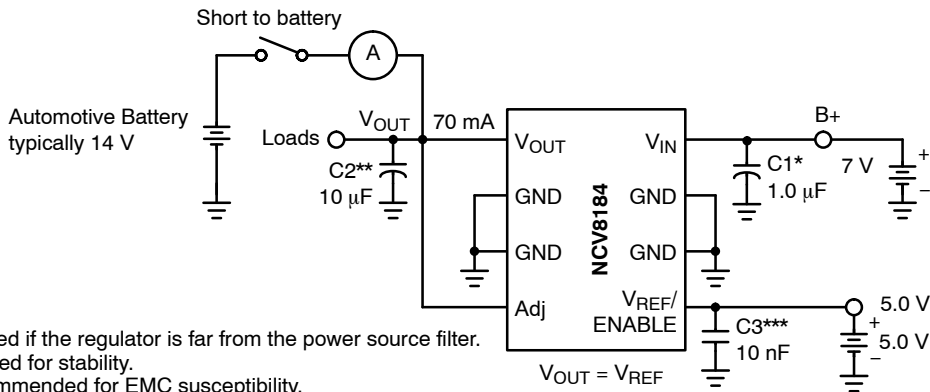 Short to battery
A
Automotive Battery
typically 14 V
Loads
VOUT
70 mA
C2**
10 μF
VOUT
GND
GND
Adj
NCV8184
VIN
GND
GND
VREF/
ENABLE
B+
C1*
1.0 μF
7 V
+
−
5.0 V
C3***
10 nF
+
5.0 V
−
VOUT = VREF
ed if the regulator is far from the power source filter.
ed for stability.
mmended for EMC susceptibility.